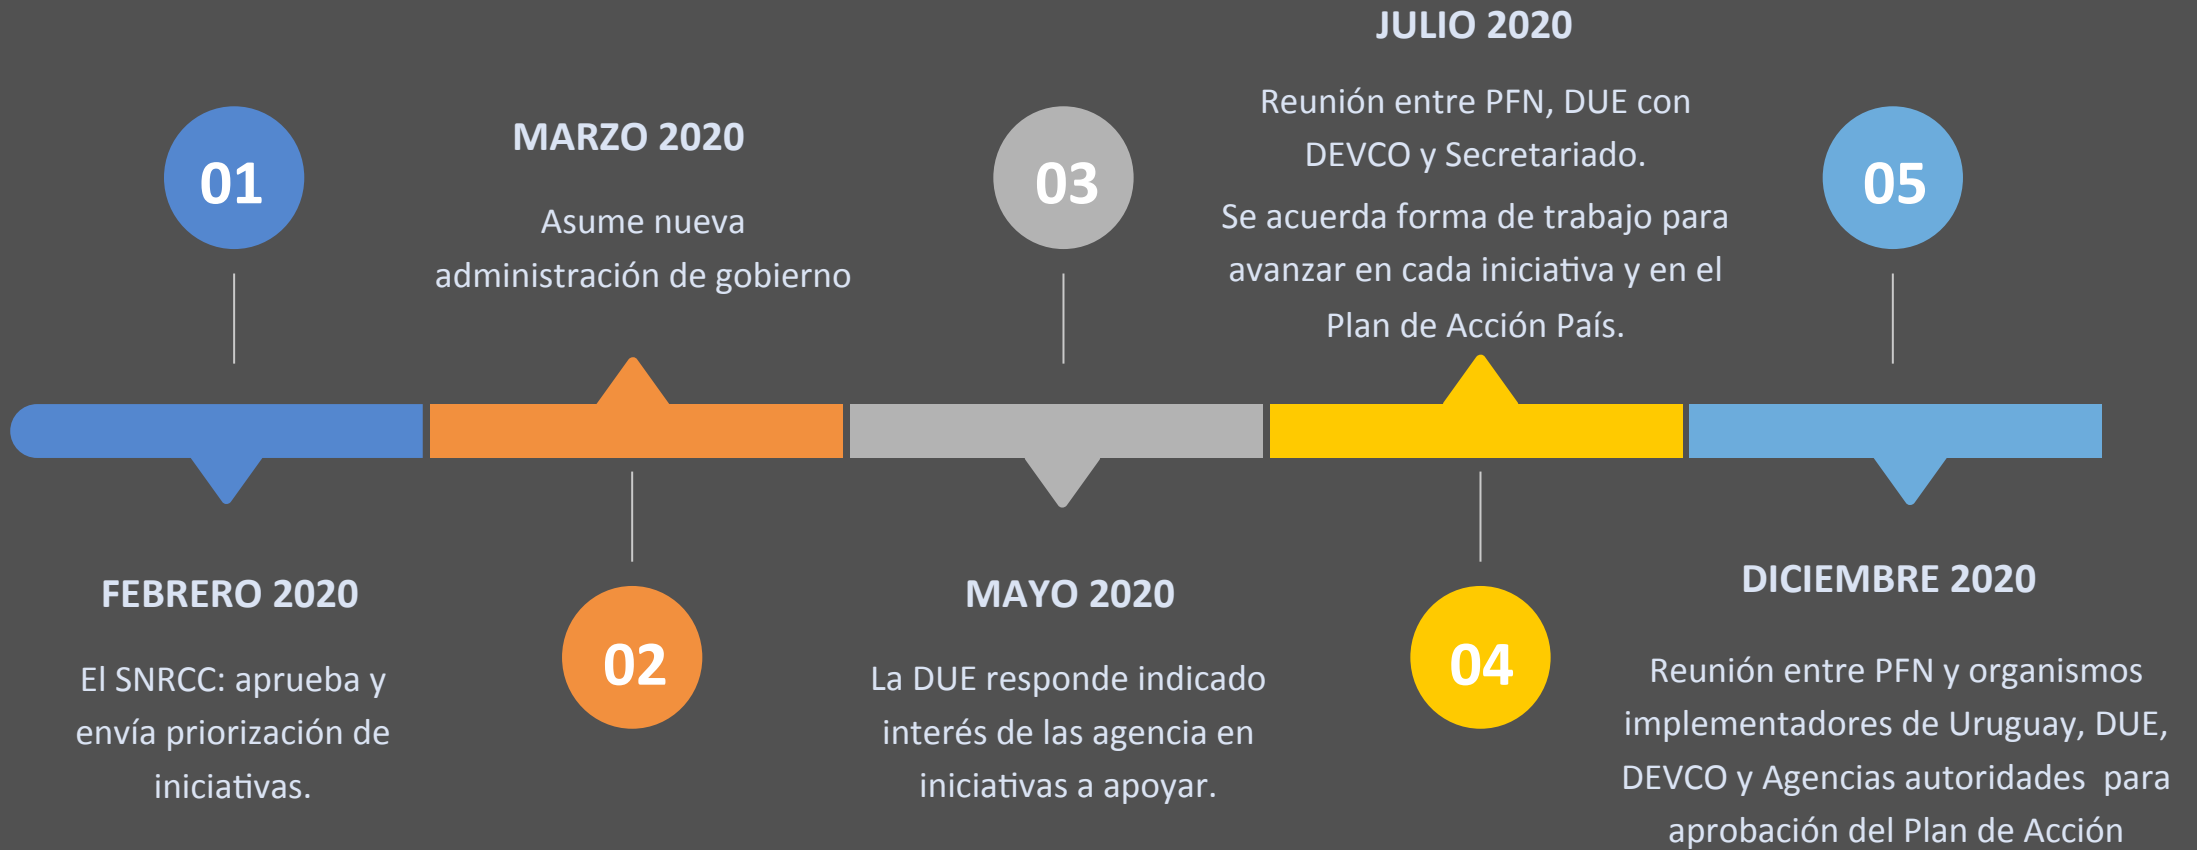 01
FEBRERO 2020
El SNRCC: aprueba y
envía priorización de
iniciativas.
MARZO 2020
Asume nueva
administración de gobierno
02
03
MAYO 2020
La DUE responde indicado
interés de las agencia en
iniciativas a apoyar.
JULIO 2020
Reunión entre PFN, DUE con
DEVCO y Secretariado.
Se acuerda forma de trabajo para
avanzar en cada iniciativa y en el
Plan de Acción País.
04
05
DICIEMBRE 2020
Reunión entre PFN y organismos
implementadores de Uruguay, DUE,
DEVCO y Agencias autoridades  para
aprobación del Plan de Acción